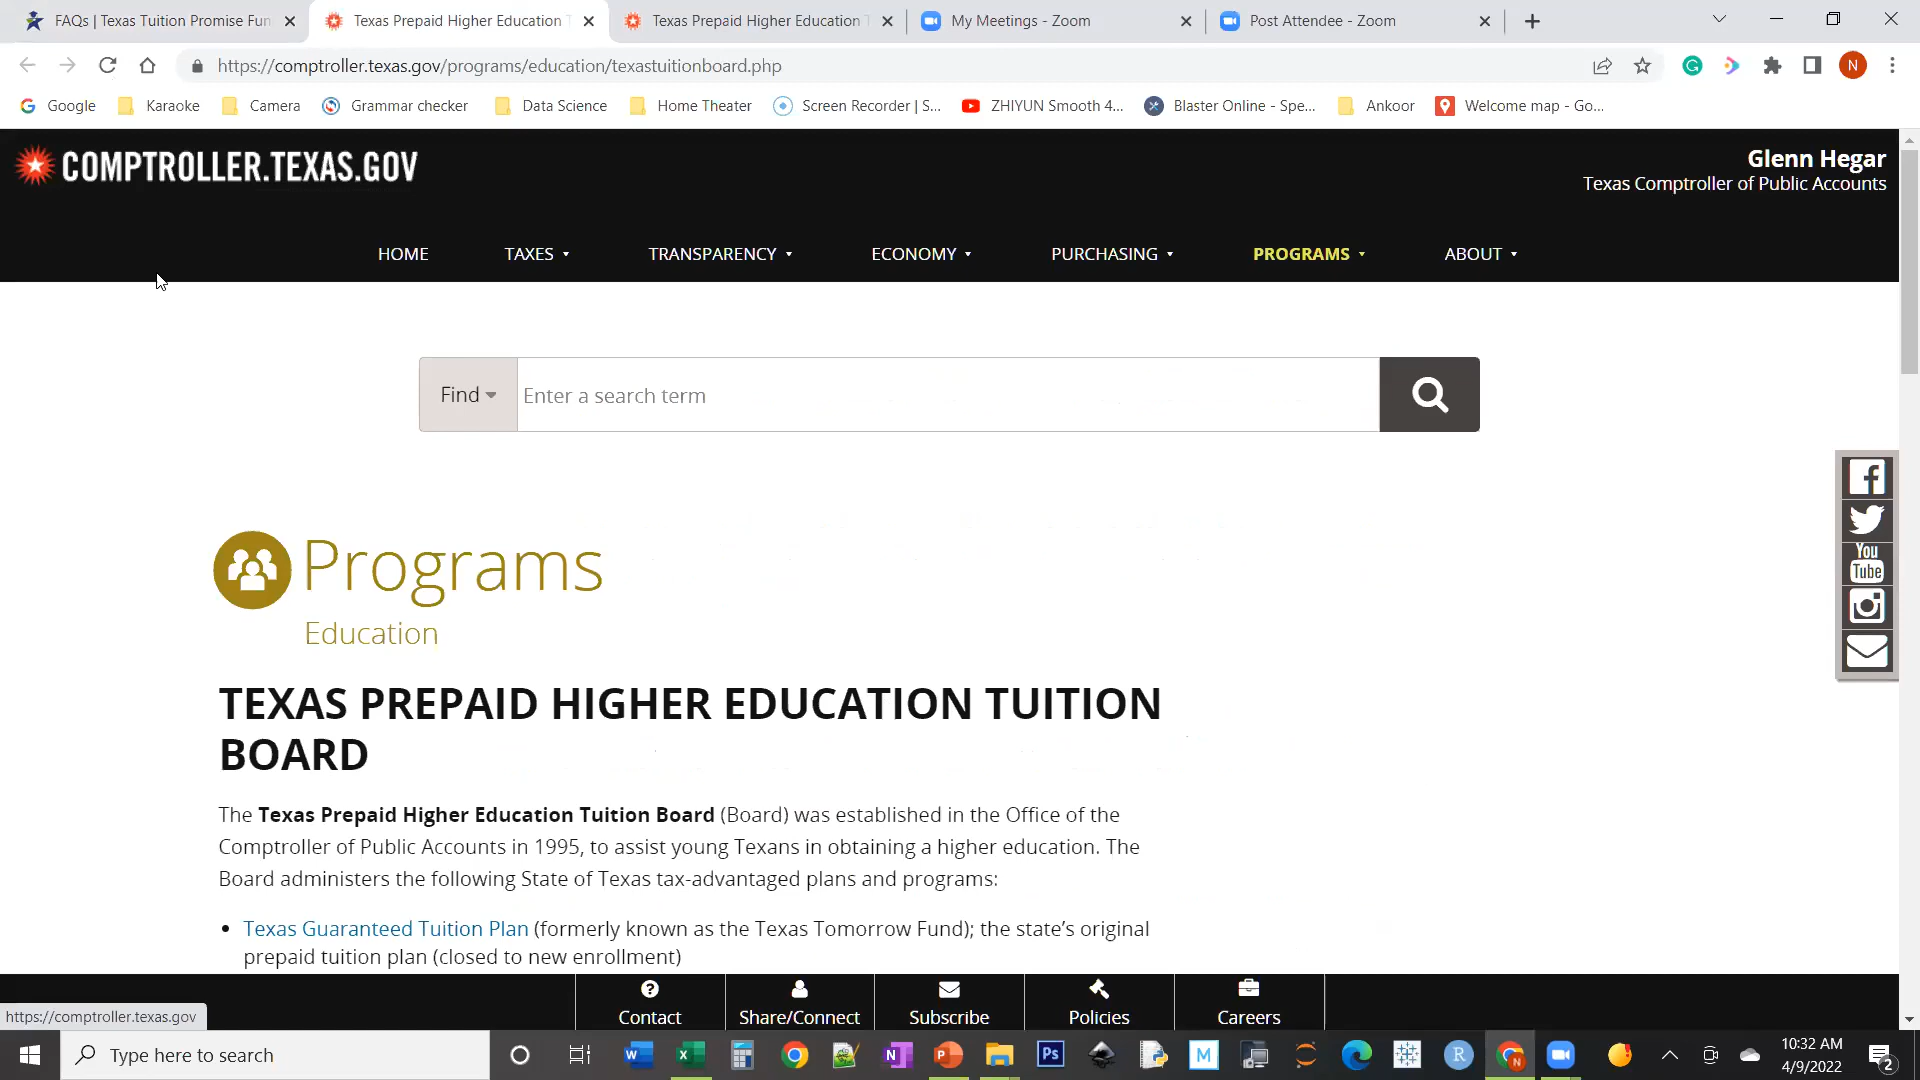 FAQs | Texas Tuition Promise Fun
Texas Prepaid Higher Education T
Texas Prepaid Higher Education T
My Meetings - Zoom
Post Attendee - Zoom
https://comptroller.texas.gov/programs/education/texastuitionboard.php
N
Google
Karaoke
Camera
Grammar checker
Data Science
Home Theater
Screen Recorder | S...
ZHIYUN Smooth 4...
Blaster Online - Spe...
Ankoor
Welcome map - Go...
COMPTROLLER.TEXAS.GOV
Glenn Hegar
Texas Comptroller of Public Accounts
HOME
TAXES
TRANSPARENCY
ECONOMY
PURCHASING
PROGRAMS
ABOUT
Find
Enter a search term
You
Tube
Programs
Education
TEXAS PREPAID HIGHER EDUCATION TUITION
BOARD
The Texas Prepaid Higher Education Tuition Board (Board) was established in the Office of the
Comptroller of Public Accounts in 1995, to assist young Texans in obtaining a higher education. The
Board administers the following State of Texas tax-advantaged plans and programs:
• Texas Guaranteed Tuition Plan (formerly known as the Texas Tomorrow Fund); the state's original
prepaid tuition plan (closed to new enrollment)
Contact
Share/Connect
Subscribe
Policies
Careers
https://comptroller.texas.gov
Type here to search
10:32 AM
4/9/2022
2